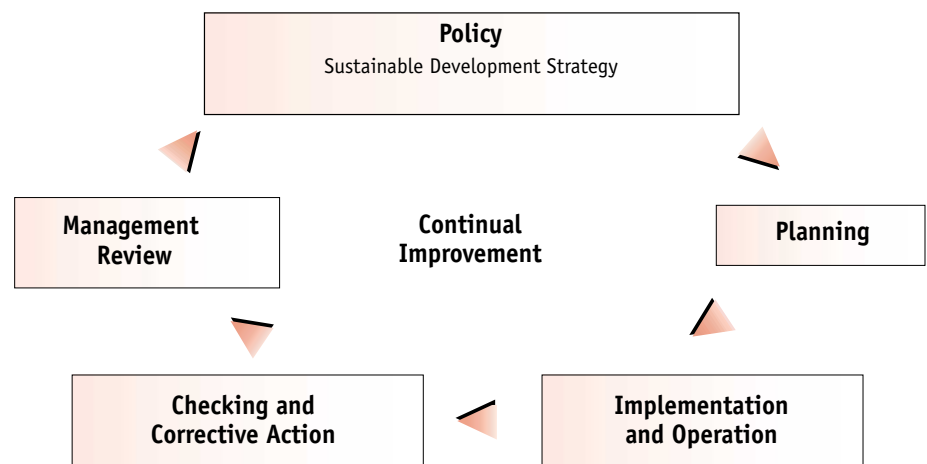 Policy
Sustainable Development Strategy
Management
Review
Continual
Improvement
Planning
Checking and
Corrective Action
Implementation
and Operation